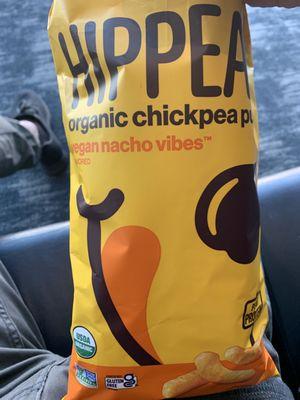 HIPPEA
organic chickpea pu
vegan nacho vibes™
USDA
ORGANIC
GLUTEN
FREE